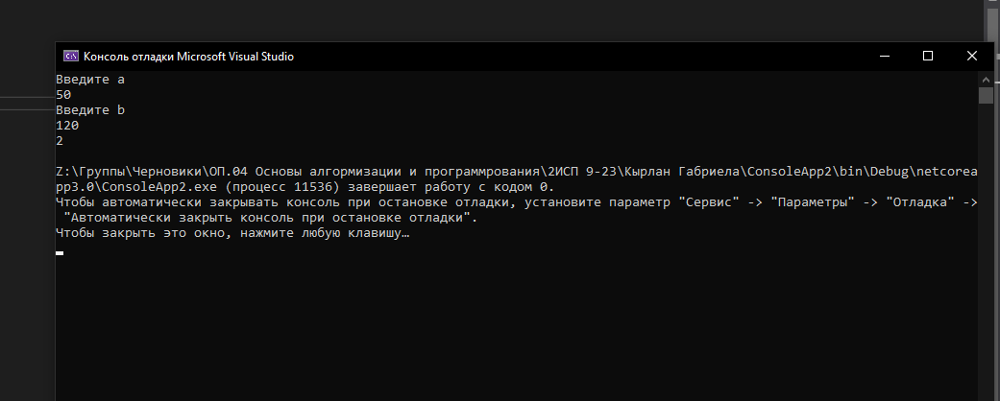 Консоль отладки Microsoft Visual Studio
Введите a
50
Введите b
120
2
Z:\Группы\Черновики\ОП.04 Основы алгормизации и программрования\2ИСП 9-23\Кырлан Габриела\ConsoleApp2\bin\Debug\netcorea
pp3.0\ConsoleApp2.exe (процесс 11536) завершает работу с кодом 0.
Чтобы автоматически закрывать консоль при остановке отладки, установите параметр "Сервис" -> "Параметры" -> "Отладка" ->
"Автоматически закрыть консоль при остановке отладки".
Чтобы закрыть это окно, нажмите любую клавишу…